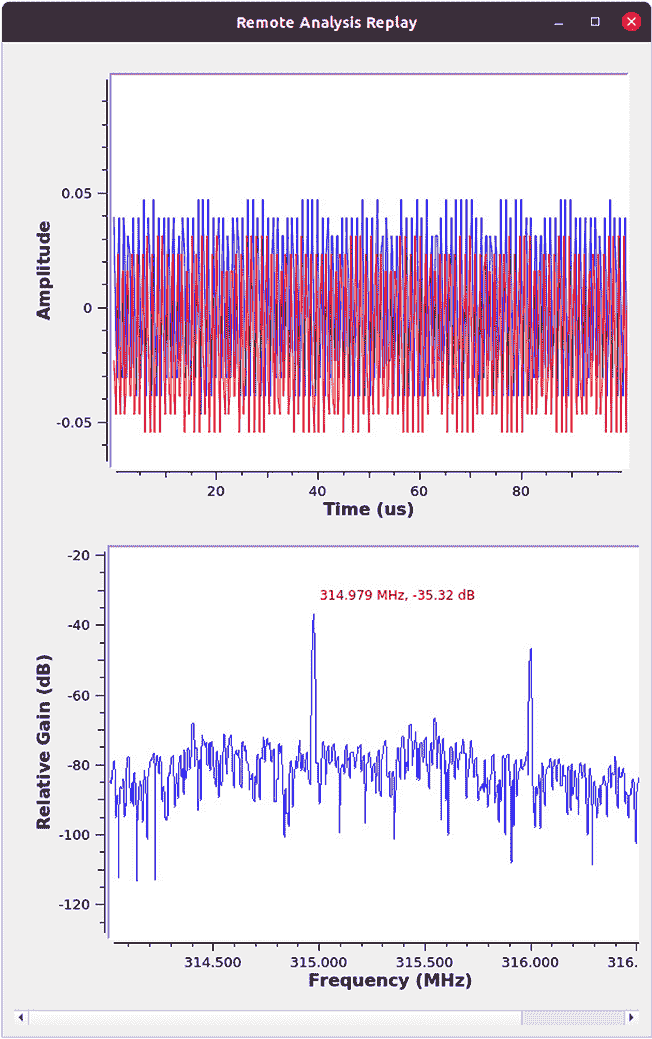 Remote Analysis Replay
0.05
0
-0.05
Amplitude
20 40 60 80
Time (us)
-20
314.979 MHz, -35.32 dB
-40
-60
-80
-100
-120
Relative Gain (dB)
314.500 315.000 315.500 316.000 316.
Frequency (MHz)